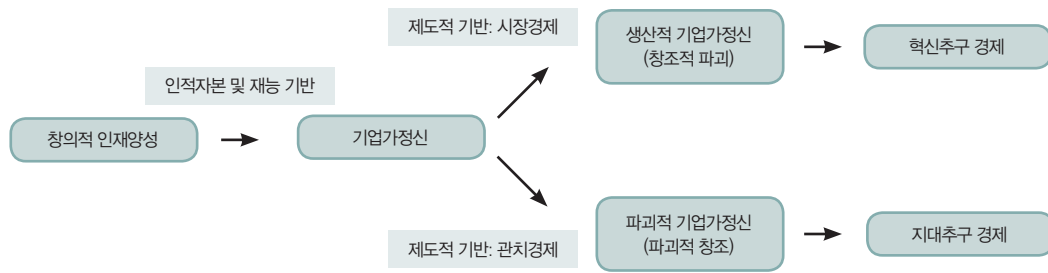 제도적 기반: 시장경제
생산적 기업가정신
(창조적 파괴)
혁신추구 경제
인적자본 및 재능 기반
창의적 인재양성
기업가정신
제도적 기반: 관치경제
파괴적 기업가정신
(파괴적 창조)
지대추구 경제